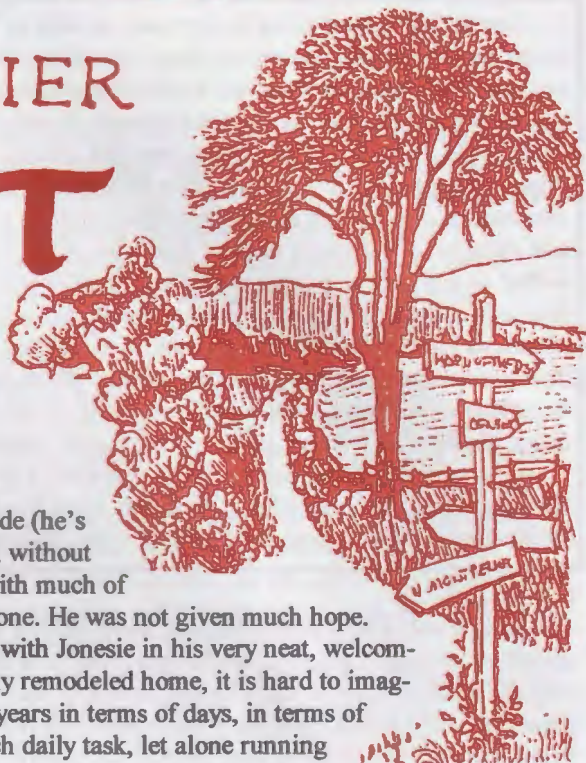 IER
T
de (he's
without
ith much of
one. He was not given much hope.
with Jonesie in his very neat, welcom-
y remodeled home, it is hard to imag-
years in terms of days, in terms of
h daily task, let alone running